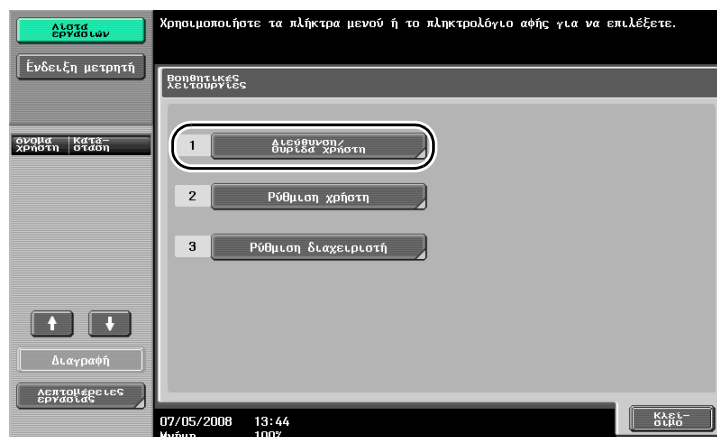 Λίστα
εργασιών
Χρησιμοποιήστε τα πλήκτρα μενού ή το πληκτρολόγιο αφής για να επιλέξετε.
Ένδειξη μετρητή
Βοηθητικές
λειτουργίες
όνομα
χρήστη
Κατά-
σταση
1 Διεύθυνση/
θυρίδα χρήστη
2 Ρύθμιση χρήστη
3 Ρύθμιση διαχειριστή
Διαγραφή
Λεπτομέρειες
εργασίας
07/05/2008 13:44
Μνήμη 100%
Κλεί-
σιμο